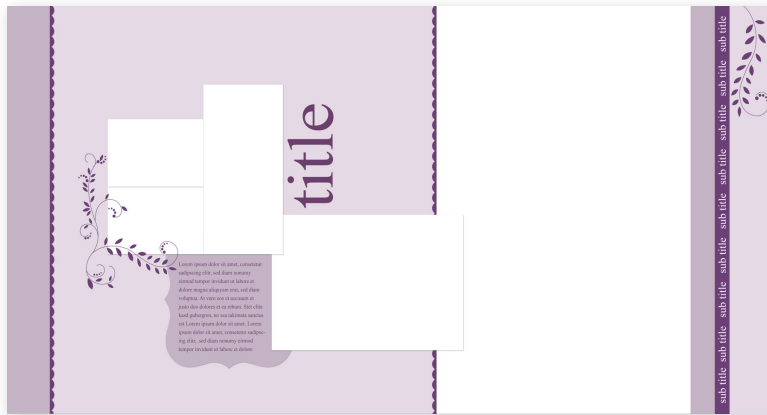 title
Lorem ipsum dolor sit amet, consetetur
sadipscing elitr, sed diam nonumy
eirmod tempor invidunt ut labore et
dolore magna aliquyam erat, sed diam
voluptua. At vero eos et accusam et
justo duo dolores et ea rebum. Stet clita
kasd gubergren, no sea takimata sanctus
est Lorem ipsum dolor sit amet. Lorem
ipsum dolor sit amet, consetetur sadipsc-
ing elitr, sed diam nonumy eirmod
tempor invidunt ut labore et dolore
sub title sub title sub title sub title sub title sub title sub title sub title sub title